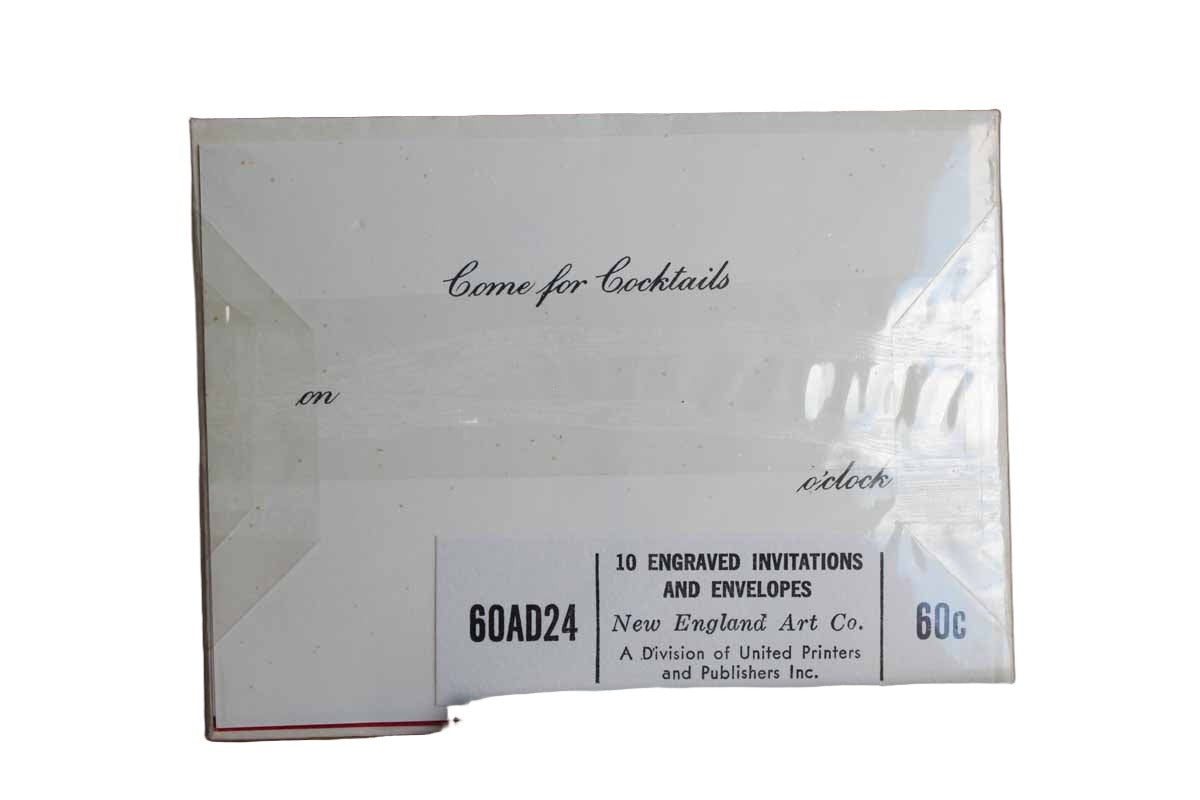 Come for Cocktails
on
o'clock
10 ENGRAVED INVITATIONS
AND ENVELOPES
60AD24
New England Art Co.
60c
A Division of United Printers
and Publishers Inc.